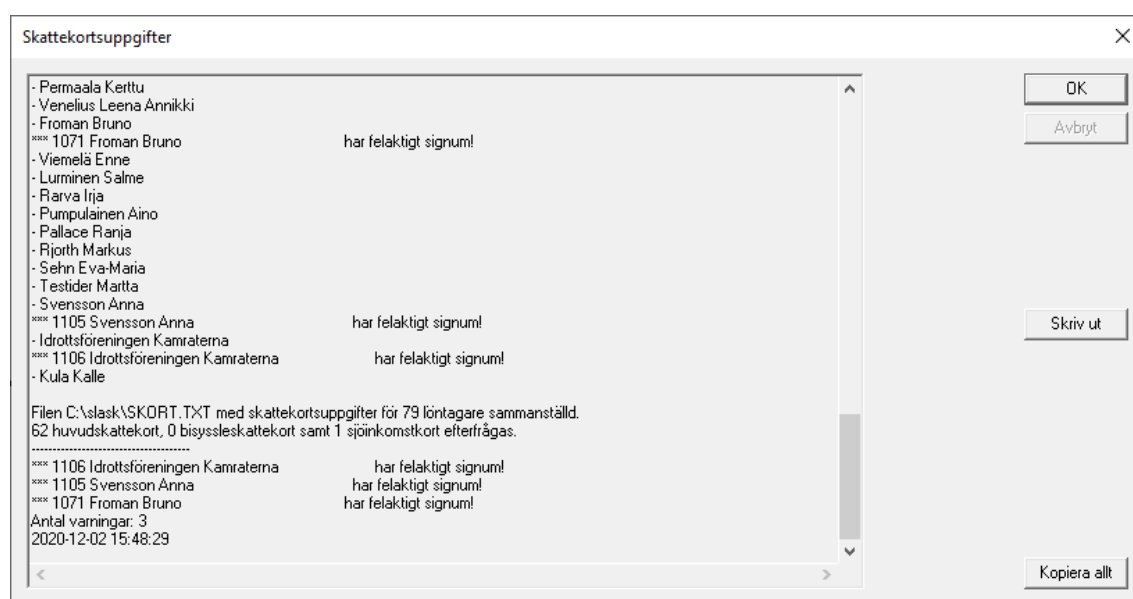 Skattekortsuppgifter
- Permaala Kerttu
- Venelius Leena Annikki
- Froman Bruno
*** 1071 Froman Bruno har felaktigt signum!
- Viemelä Enne
- Lurminen Salme
- Rarva Irja
- Pumpulainen Aino
- Pallace Ranja
- Rjorth Markus
- Sehn Eva-Maria
- Testider Martta
- Svensson Anna
*** 1105 Svensson Anna har felaktigt signum!
- Idrottsföreningen Kamraterna
*** 1106 Idrottsföreningen Kamraterna har felaktigt signum!
- Kula Kalle
Filen C:\slask\SKORT.TXT med skattekortsuppgifter för 79 löntagare sammanställd.
62 huvudskattekort, 0 bisyssleskattekort samt 1 sjöinkomstkort efterfrågas.
--------------------------------------
*** 1106 Idrottsföreningen Kamraterna har felaktigt signum!
*** 1105 Svensson Anna har felaktigt signum!
*** 1071 Froman Bruno har felaktigt signum!
Antal varningar: 3
2020-12-02 15:48:29
OK
Avbryt
Skriv ut
Kopiera allt